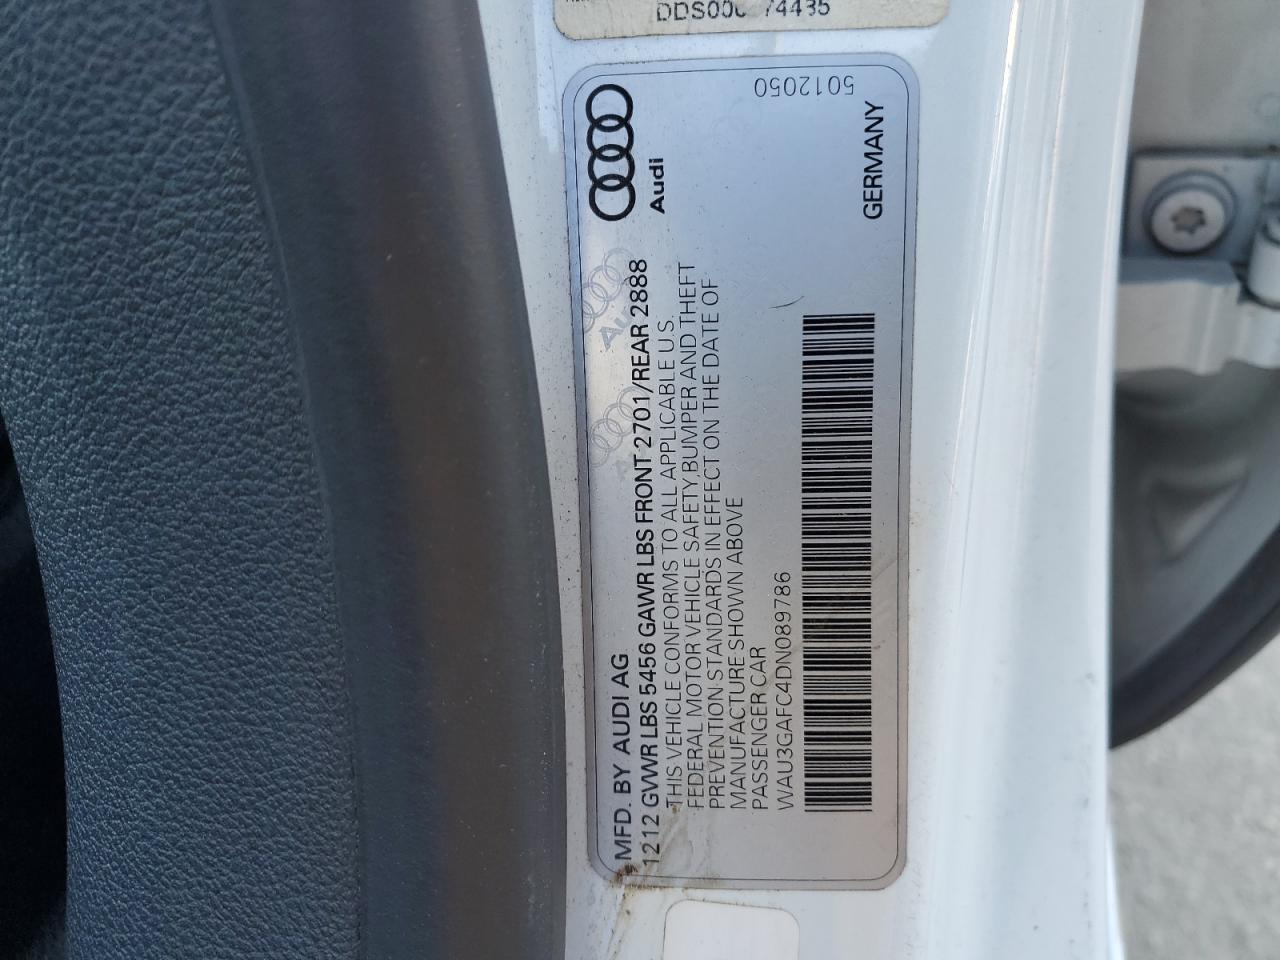 DDS00 74435
5012050
Audi
GERMANY
MFD. BY AUDI AG
1212 GVWR LBS 5456 GAWR LBS FRONT 2701/REAR 2888
THIS VEHICLE CONFORMS TO ALL APPLICABLE U.S.
FEDERAL MOTOR VEHICLE SAFETY BUMPER AND THEFT
PREVENTION STANDARDS IN EFFECT ON THE DATE OF
MANUFACTURE SHOWN ABOVE
PASSENGER CAR
WAU3GAFC4DN089786